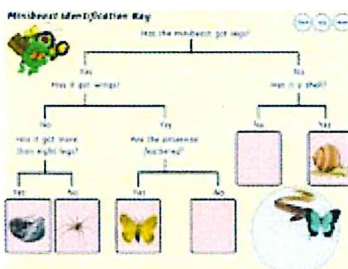 Minibeast Identification Key
Has the minibeast got legs?
Yes
No
Has it got wings?
Has it a shell?
No
Yes
No
Yes
Has it got more
than eight legs?
Are the antennae
feathered?
Yes
No
Yes
No